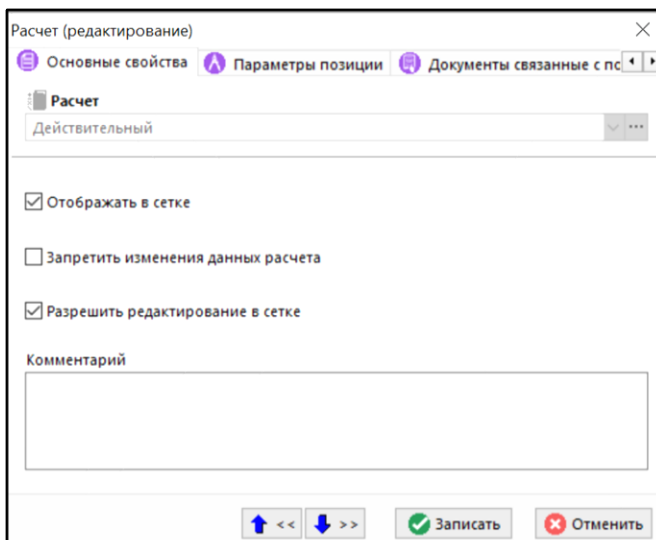 Расчет (редактирование)
Основные свойства Параметры позиции Документы связанные с пс
Расчет
Действительный
Отображать в сетке
Запретить изменения данных расчета
Разрешить редактирование в сетке
Комментарий
<< >> Записать Отменить